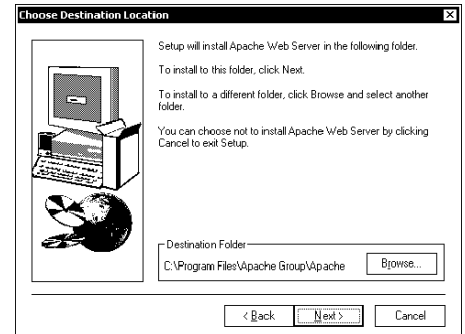 Choose Destination Location
Setup will install Apache Web Server in the following folder.
To install to this folder, click Next.
To install to a different folder, click Browse and select another
folder.
You can choose not to install Apache Web Server by clicking
Cancel to exit Setup.
Destination Folder
C:\Program Files\Apache Group\Apache
Browse...
< Back
Next >
Cancel